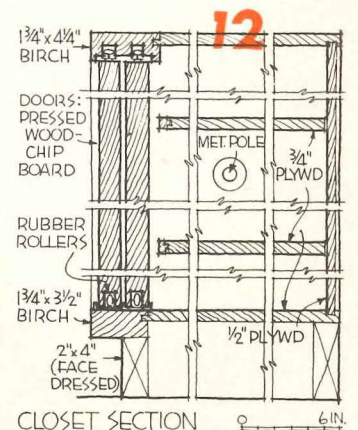 12
1¾"x 4¼"
BIRCH
DOORS:
PRESSED
WOOD-
CHIP
BOARD
MET. POLE
¾"
PLYWD
RUBBER
ROLLERS
1¾"x 3½"
BIRCH
½" PLYWD
2"x 4"
(FACE
DRESSED)
CLOSET SECTION
0 6 IN.